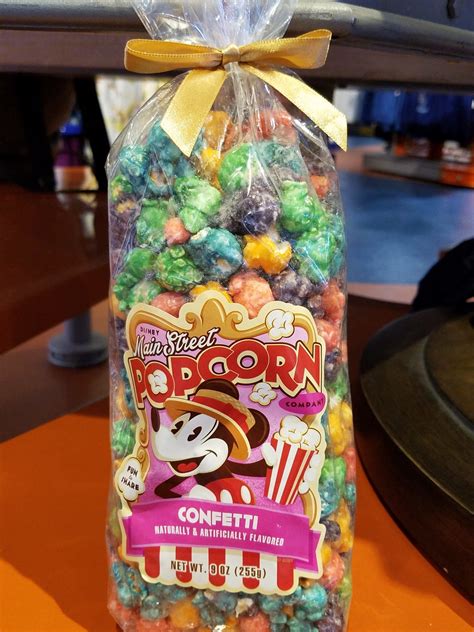 DISNEY
Main Street
POPCORN
COMPANY
FUN
TO
SHARE
CONFETTI
NATURALLY & ARTIFICIALLY FLAVORED
NET WT. 9 OZ (255g)